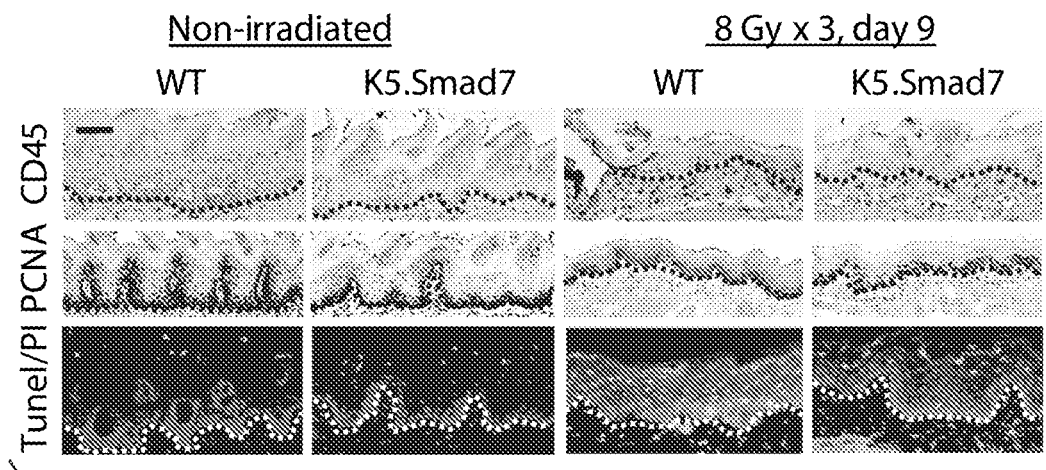 Non-irradiated 8 Gy x 3, day 9
WT K5.Smad7 WT K5.Smad7
CD45
PCNA
Tunel/PI